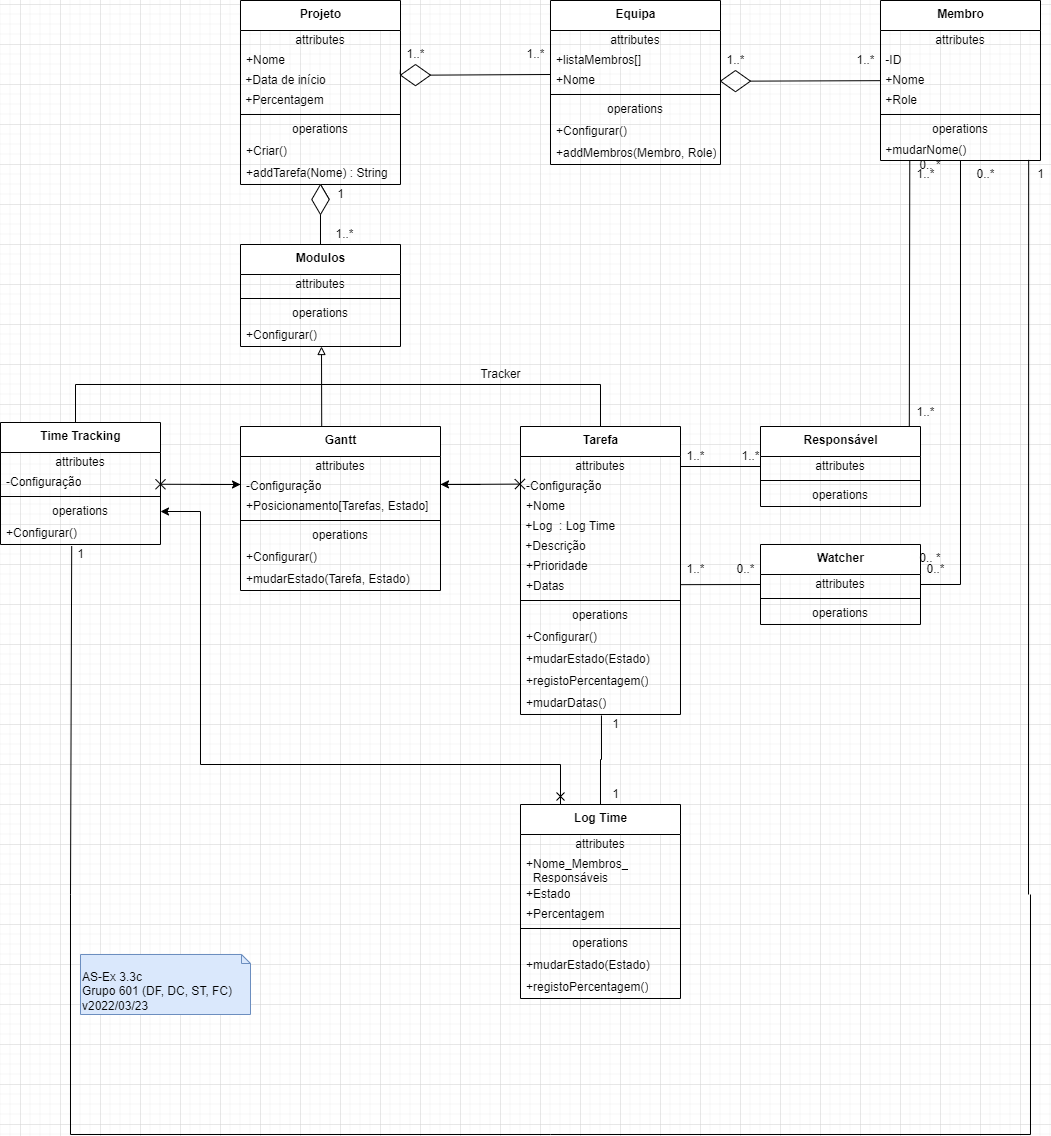 Projeto
attributes
+Nome
+Data de início
+Percentagem
operations
+Criar()
+addTarefa(Nome) : String
1..*
1..*
Equipa
attributes
+listaMembros[]
+Nome
operations
+Configurar()
+addMembros(Membro, Role)
1..*
1..*
Membro
attributes
-ID
+Nome
+Role
operations
+mudarNome()
0..*
1..*
0..*
1
1
1..*
Modulos
attributes
operations
+Configurar()
Tracker
Time Tracking
attributes
-Configuração
operations
+Configurar()
1
Gantt
attributes
-Configuração
+Posicionamento[Tarefas, Estado]
operations
+Configurar()
+mudarEstado(Tarefa, Estado)
Tarefa
attributes
-Configuração
+Nome
+Log : Log Time
+Descrição
+Prioridade
+Datas
operations
+Configurar()
+mudarEstado(Estado)
+registoPercentagem()
+mudarDatas()
1..*
1..*
1..*
Responsável
attributes
operations
1..*
0..*
Watcher
attributes
operations
0..*
0..*
1
1
Log Time
attributes
+Nome_Membros_
Responsáveis
+Estado
+Percentagem
operations
+mudarEstado(Estado)
+registoPercentagem()
AS-Ex 3.3c
Grupo 601 (DF, DC, ST, FC)
v2022/03/23